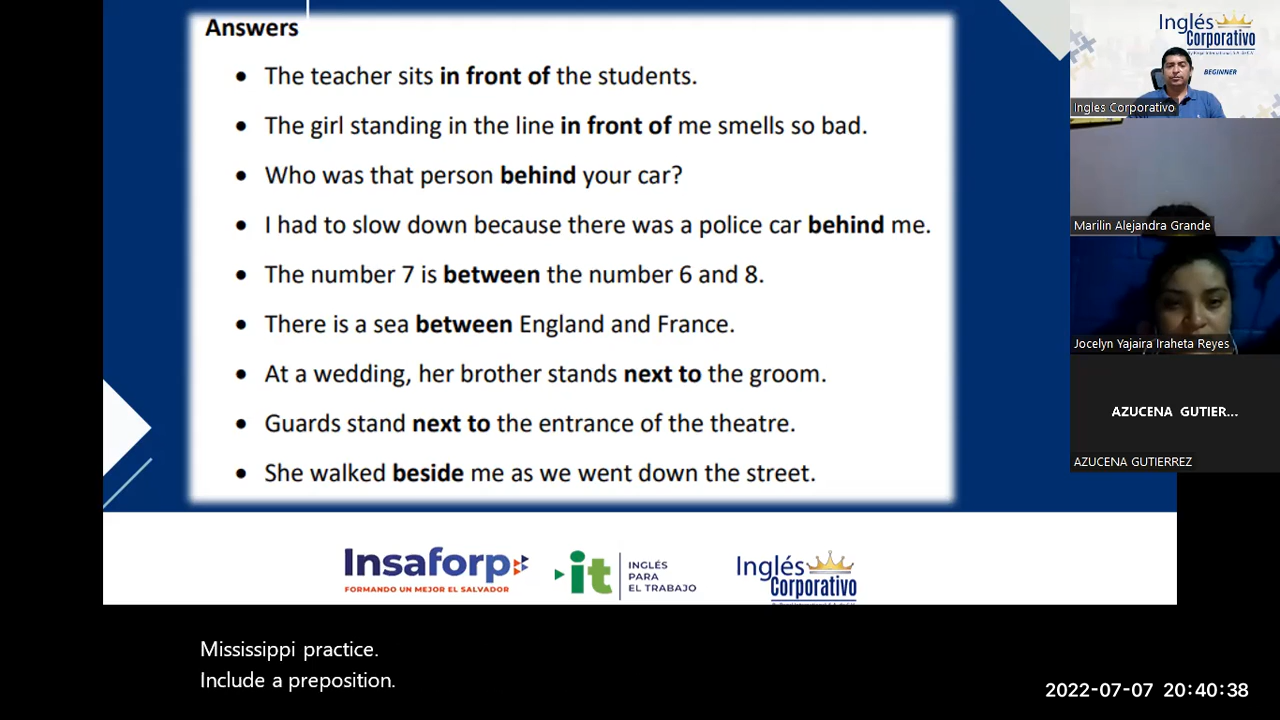 Answers
• The teacher sits in front of the students.
• The girl standing in the line in front of me smells so bad.
• Who was that person behind your car?
• I had to slow down because there was a police car behind me.
• The number 7 is between the number 6 and 8.
• There is a sea between England and France.
• At a wedding, her brother stands next to the groom.
• Guards stand next to the entrance of the theatre.
• She walked beside me as we went down the street.
Insaforp
FORMANDO UN MEJOR EL SALVADOR
it
INGLÉS
PARA
EL TRABAJO
Inglés
Corporativo
Mississippi practice.
Include a preposition.
Inglés
Corporativo
BEGINNER
Ingles Corporativo
Marilin Alejandra Grande
Jocelyn Yajaira Iraheta Reyes
AZUCENA GUTIER...
AZUCENA GUTIERREZ
2022-07-07 20:40:38